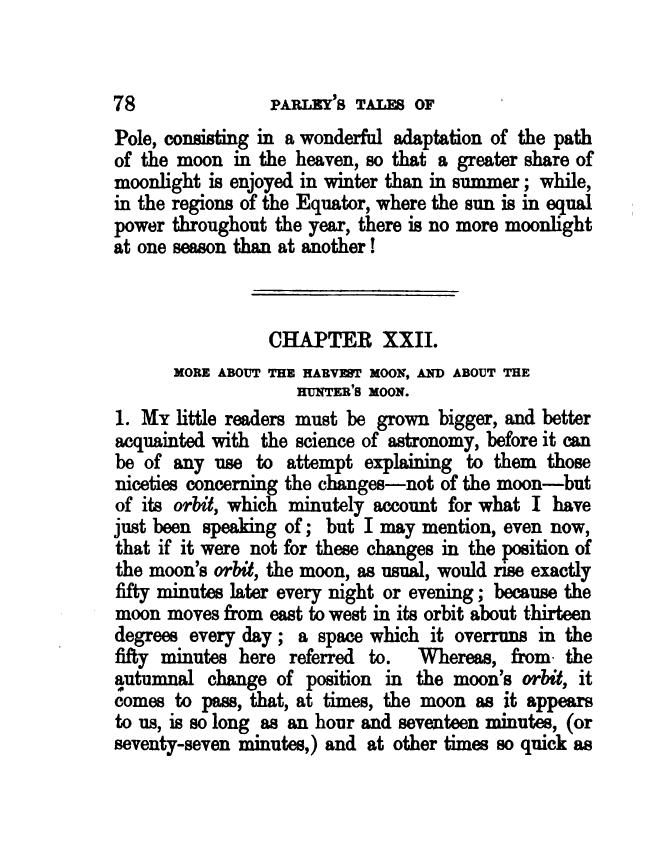 78 PARLEY'S TALES OF
Pole, consisting in a wonderful adaptation of the path
of the moon in the heaven, so that a greater share of
moonlight is enjoyed in winter than in summer; while,
in the regions of the Equator, where the sun is in equal
power throughout the year, there is no more moonlight
at one season than at another!
CHAPTER XXII.
MORE ABOUT THE HARVEST MOON, AND ABOUT THE
HUNTER'S MOON.
1. MY little readers must be grown bigger, and better
acquainted with the science of astronomy, before it can
be of any use to attempt explaining to them those
niceties concerning the changes—not of the moon—but
of its orbit, which minutely account for what I have
just been speaking of; but I may mention, even now,
that if it were not for these changes in the position of
the moon's orbit, the moon, as usual, would rise exactly
fifty minutes later every night or evening; because the
moon moves from east to west in its orbit about thirteen
degrees every day; a space which it overruns in the
fifty minutes here referred to. Whereas, from the
autumnal change of position in the moon's orbit, it
comes to pass, that, at times, the moon as it appears
to us, is so long as an hour and seventeen minutes, (or
seventy-seven minutes,) and at other times so quick as